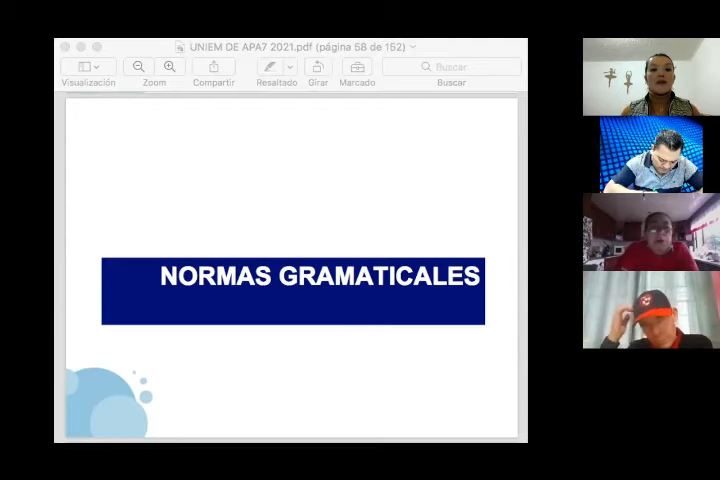 UNIEM DE APA7 2021.pdf (página 58 de 152)
Buscar
Visualización Zoom Compartir Resaltado Girar Marcado Buscar
NORMAS GRAMATICALES